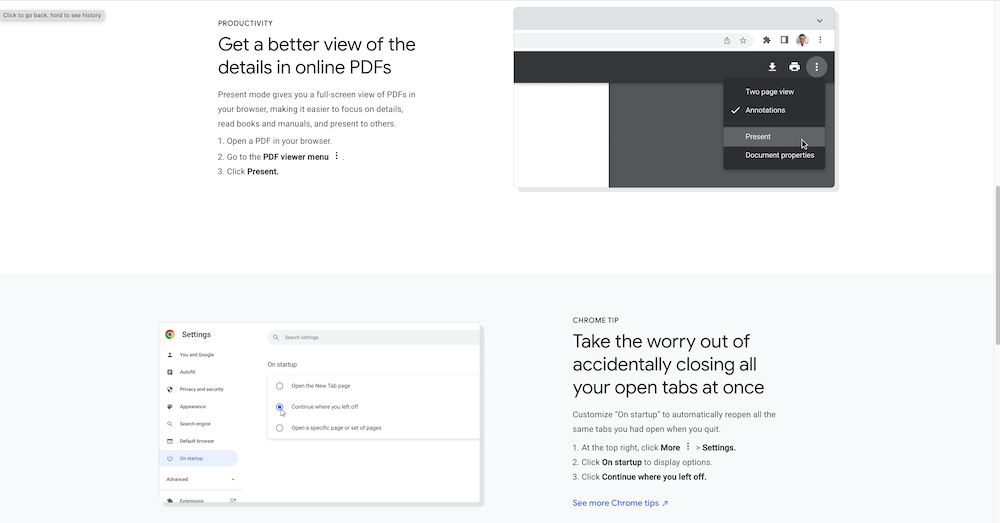 Click to go back, hold to see history
PRODUCTIVITY
Get a better view of the
details in online PDFs
Present mode gives you a full-screen view of PDFs in
your browser, making it easier to focus on details,
read books and manuals, and present to others.
1. Open a PDF in your browser.
2. Go to the PDF viewer menu ⋮ .
3. Click Present.
Two page view
Annotations
Present
Document properties
Settings
You and Google
Autofill
Privacy and security
Appearance
Search engine
Default browser
On startup
Advanced
Extensions
Search settings
On startup
Open the New Tab page
Continue where you left off
Open a specific page or set of pages
CHROME TIP
Take the worry out of
accidentally closing all
your open tabs at once
Customize “On startup” to automatically reopen all the
same tabs you had open when you quit.
1. At the top right, click More ⋮ > Settings.
2. Click On startup to display options.
3. Click Continue where you left off.
See more Chrome tips ↗